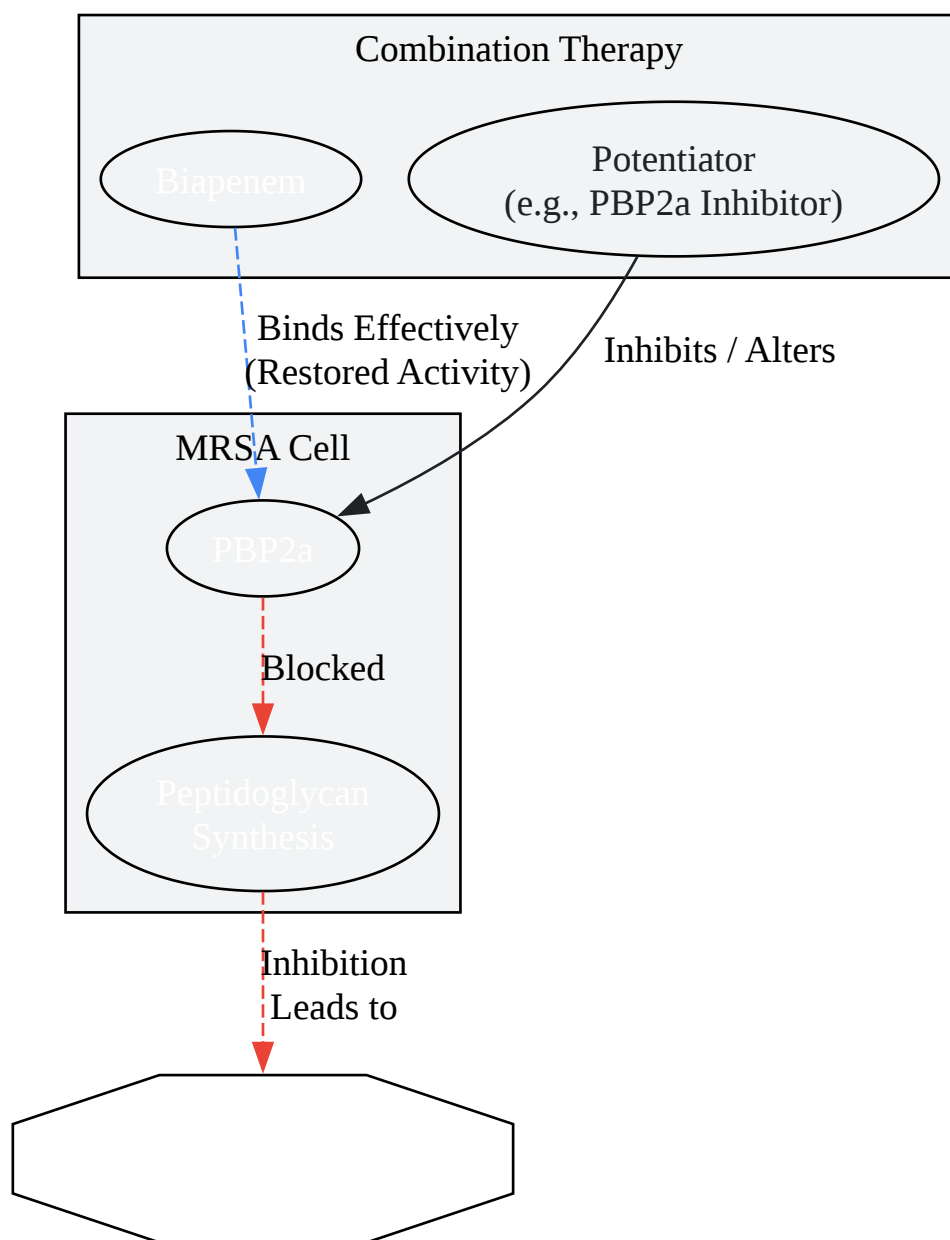 Combination Therapy
Biapenem
Potentiator
(e.g., PBP2a Inhibitor)
Binds Effectively
(Restored Activity)
Inhibits / Alters
MRSA Cell
PBP2a
Blocked
Peptidoglycan
Synthesis
Inhibition
Leads to